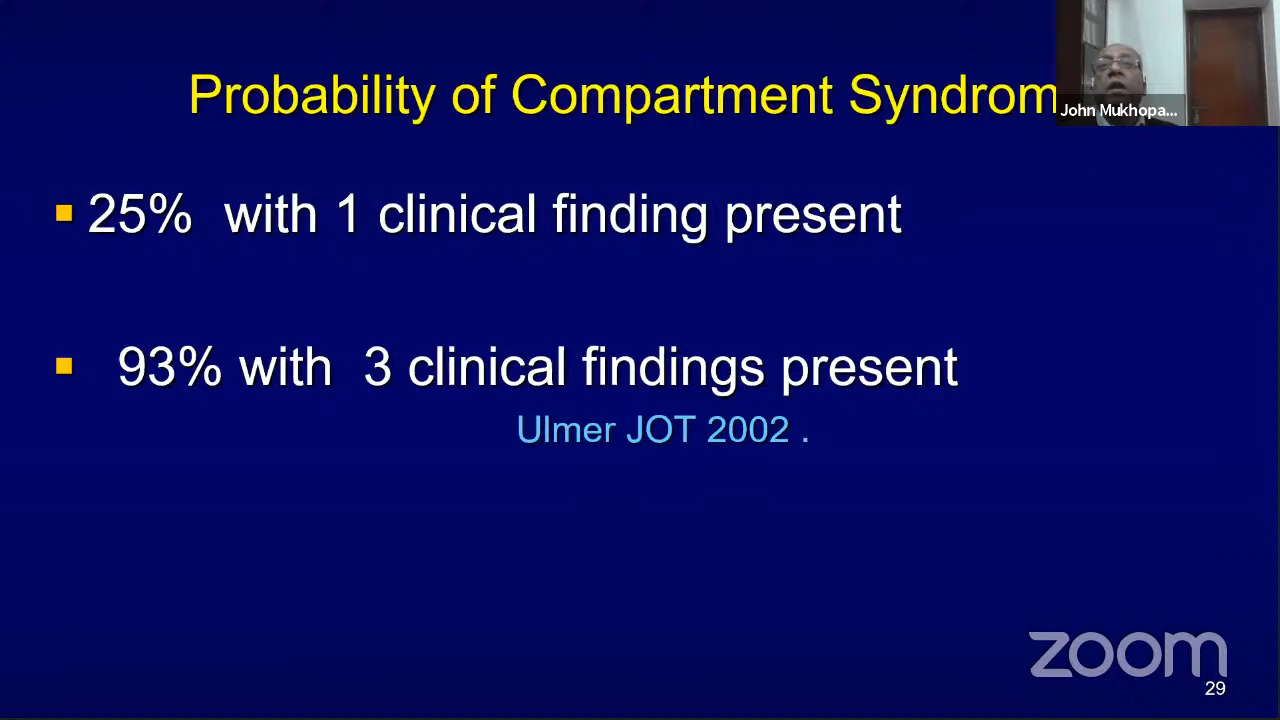 Probability of Compartment Syndrom
John Mukhopa...
▪ 25% with 1 clinical finding present
▪ 93% with 3 clinical findings present
Ulmer JOT 2002 .
zoom
29